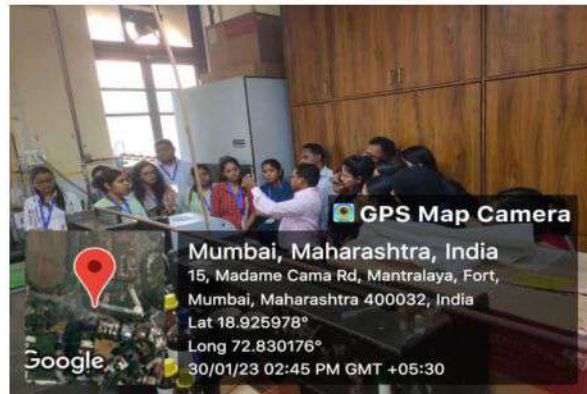 GPS Map Camera
Mumbai, Maharashtra, India
15, Madame Cama Rd, Mantralaya, Fort,
Mumbai, Maharashtra 400032, India
Lat 18.925978°
Long 72.830176°
30/01/23 02:45 PM GMT +05:30
Google